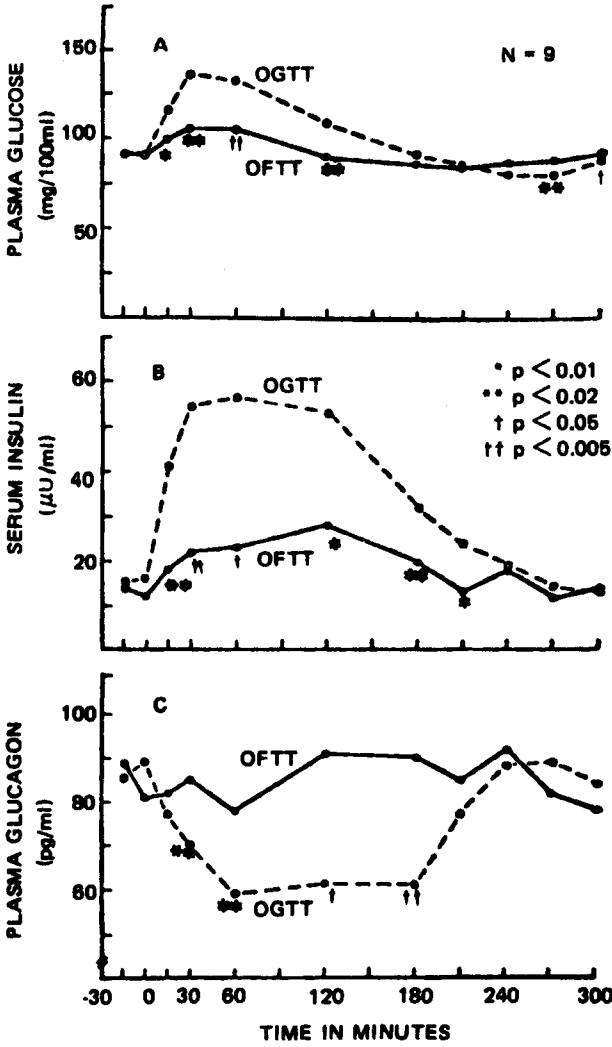 A
N = 9
PLASMA GLUCOSE
(mg/100ml)
150
100
50
OGTT
OFTT
*
**
††
**
**
†
B
SERUM INSULIN
(μU/ml)
60
40
20
OGTT
OFTT
* p < 0.01
** p < 0.02
† p < 0.05
†† p < 0.005
**
††
†
*
**
*
C
PLASMA GLUCAGON
(pg/ml)
100
80
60
OFTT
OGTT
**
**
†
††
-30 0 30 60 120 180 240 300
TIME IN MINUTES